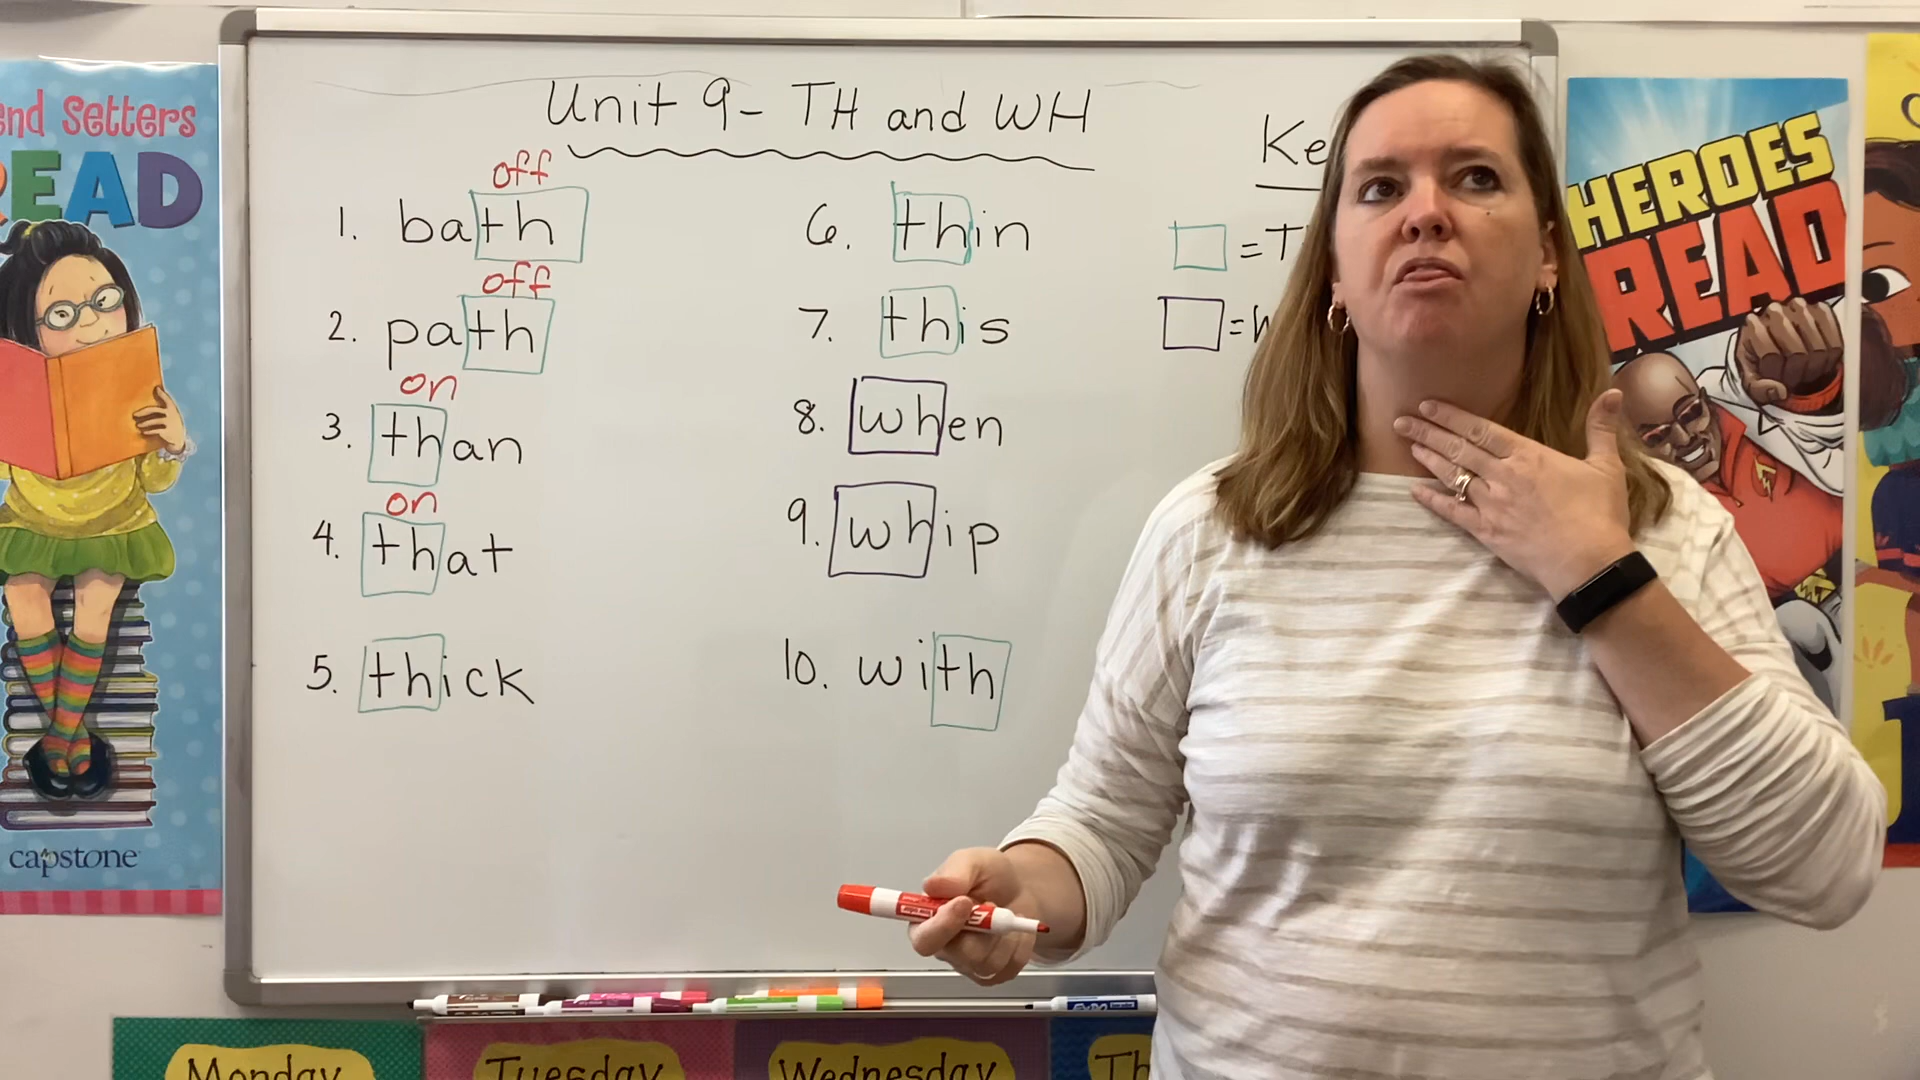 Unit 9- TH and WH
off
1. bath
off
2. path
on
3. than
on
4. that
5. thick
6. thin
7. this
8. when
9. whip
10. with
Ke
=T
=W
end Setters
READ
capstone
HEROES
READ
Monday
Tuesday
Wednesday
Th